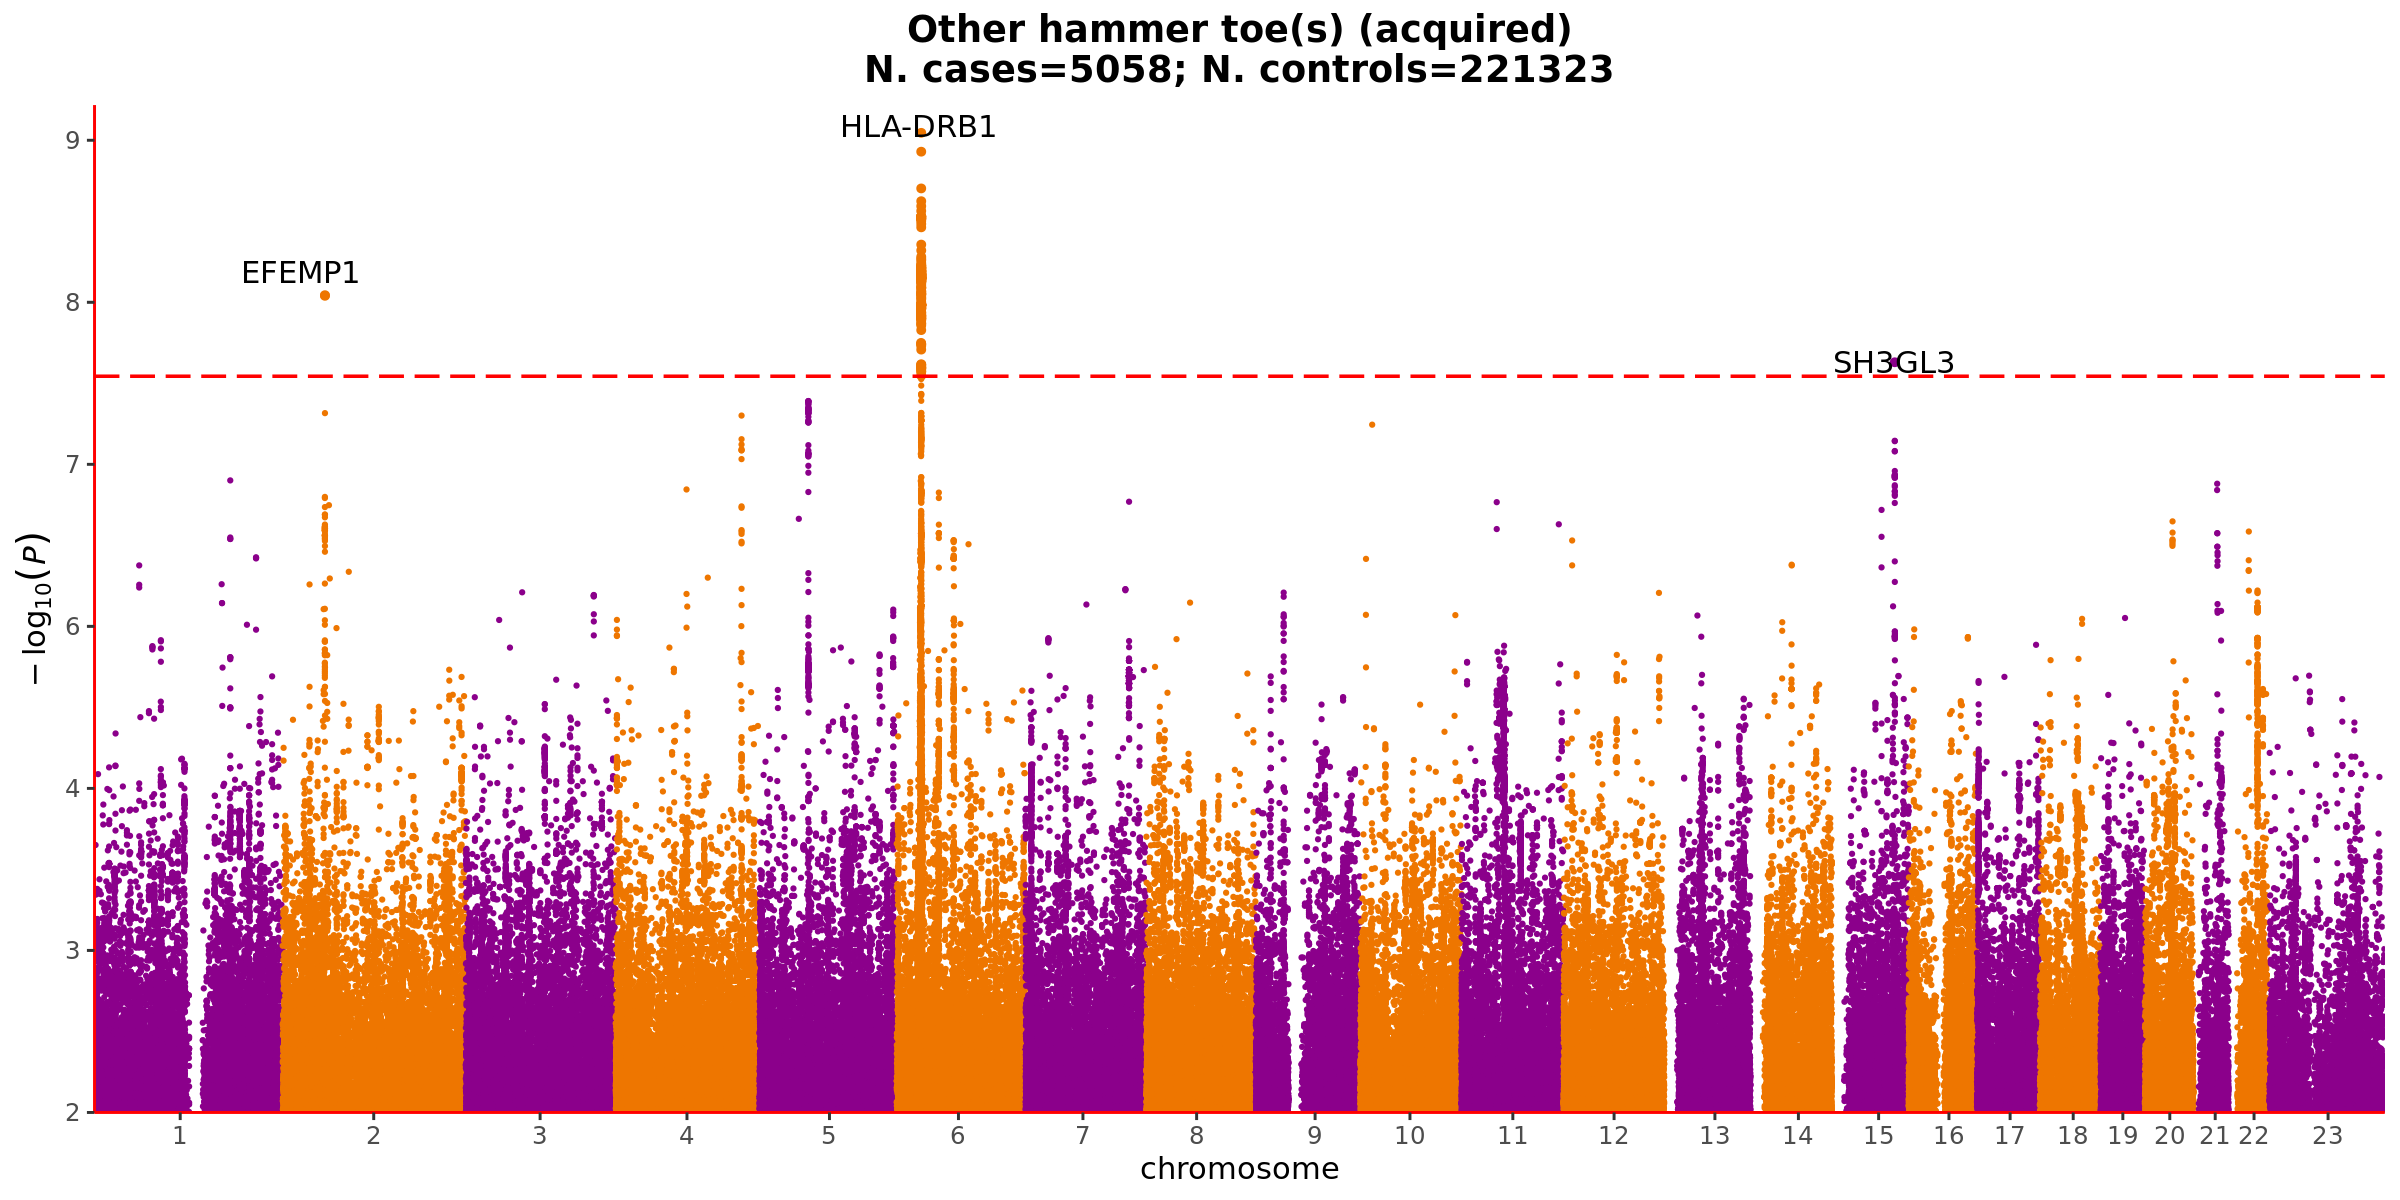 Other hammer toe(s) (acquired)
N. cases=5058; N. controls=221323
HLA-DRB1
EFEMP1
SH3GL3
9
8
7
6
5
4
3
2
−log10(P)
1 2 3 4 5 6 7 8 9 10 11 12 13 14 15 16 17 18 19 20 21 22 23
chromosome